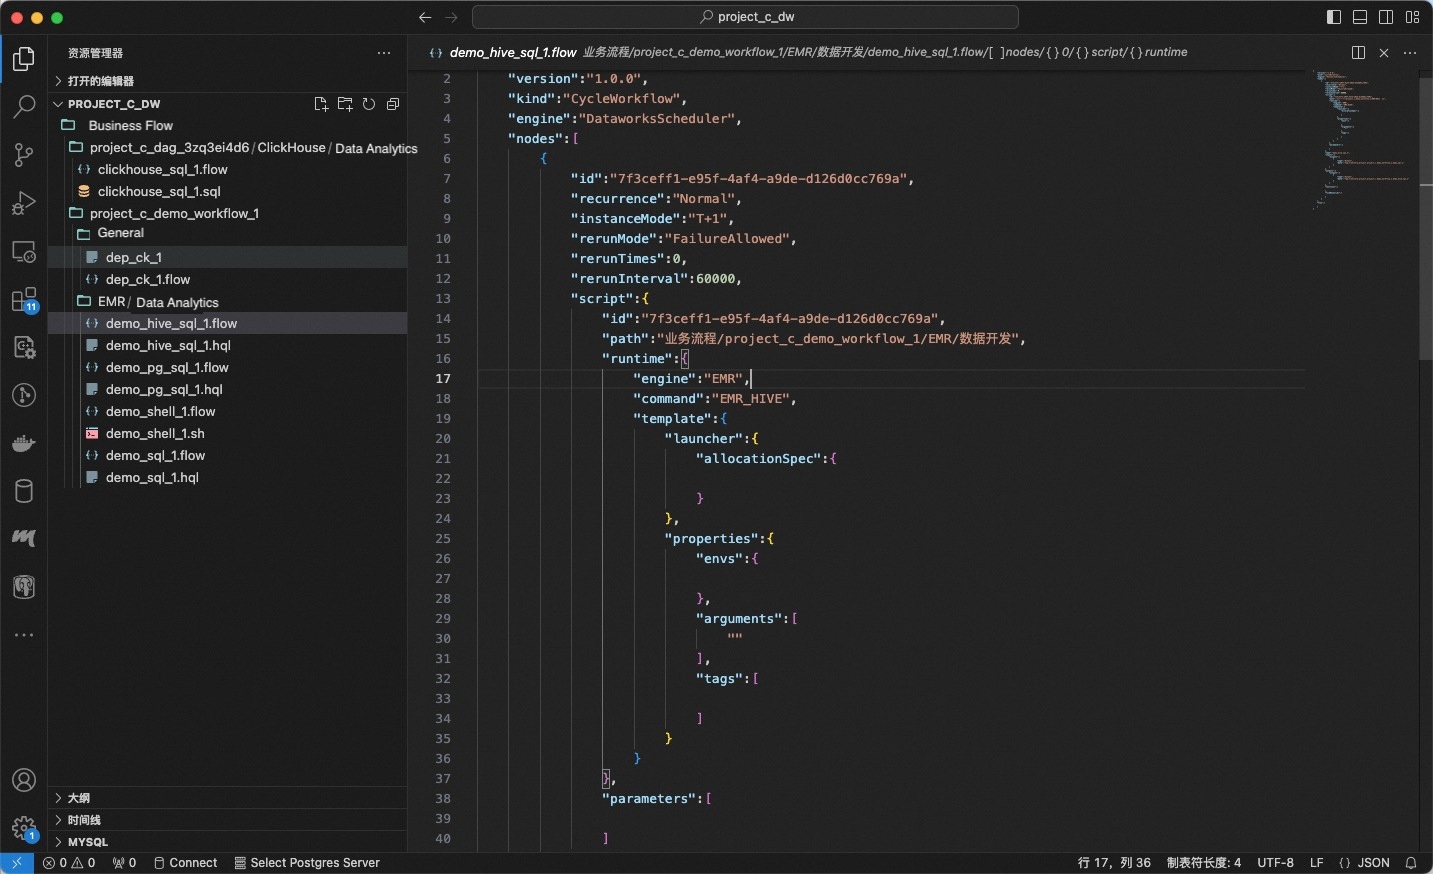 project_c_dw
资源管理器
打开的编辑器
PROJECT_C_DW
Business Flow
project_c_dag_3zq3ei4d6 / ClickHouse / Data Analytics
clickhouse_sql_1.flow
clickhouse_sql_1.sql
project_c_demo_workflow_1
General
dep_ck_1
dep_ck_1.flow
EMR / Data Analytics
demo_hive_sql_1.flow
demo_hive_sql_1.hql
demo_pg_sql_1.flow
demo_pg_sql_1.hql
demo_shell_1.flow
demo_shell_1.sh
demo_sql_1.flow
demo_sql_1.hql
11
大纲
时间线
MYSQL
1
{} demo_hive_sql_1.flow 业务流程/project_c_demo_workflow_1/EMR/数据开发/demo_hive_sql_1.flow/[ ]nodes/{}0/{}script/{}runtime
2 "version":"1.0.0",
3 "kind":"CycleWorkflow",
4 "engine":"DataworksScheduler",
5 "nodes":[
6 {
7 "id":"7f3ceff1-e95f-4af4-a9de-d126d0cc769a",
8 "recurrence":"Normal",
9 "instanceMode":"T+1",
10 "rerunMode":"FailureAllowed",
11 "rerunTimes":0,
12 "rerunInterval":60000,
13 "script":{
14 "id":"7f3ceff1-e95f-4af4-a9de-d126d0cc769a",
15 "path":"业务流程/project_c_demo_workflow_1/EMR/数据开发",
16 "runtime":{
17 "engine":"EMR",
18 "command":"EMR_HIVE",
19 "template":{
20 "launcher":{
21 "allocationSpec":{
22
23 }
24 },
25 "properties":{
26 "envs":{
27
28 },
29 "arguments":[
30 ""
31 ],
32 "tags":[
33
34 ]
35 }
36 }
37 },
38 "parameters":[
39
40 ]
0 0 0 Connect Select Postgres Server 行 17，列 36 制表符长度: 4 UTF-8 LF {} JSON